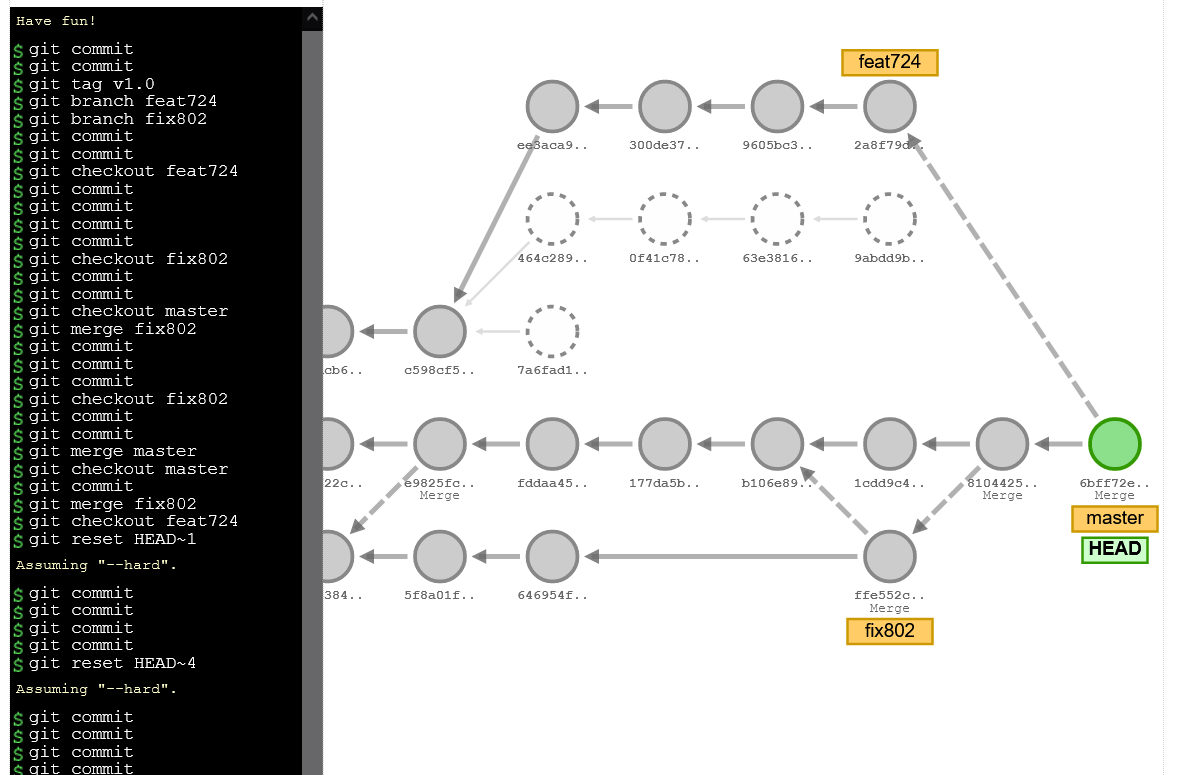 Have fun!
$ git commit
$ git commit
$ git tag v1.0
$ git branch feat724
$ git branch fix802
$ git commit
$ git commit
$ git checkout feat724
$ git commit
$ git commit
$ git commit
$ git commit
$ git checkout fix802
$ git commit
$ git commit
$ git checkout master
$ git merge fix802
$ git commit
$ git commit
$ git commit
$ git checkout fix802
$ git commit
$ git commit
$ git merge master
$ git checkout master
$ git commit
$ git merge fix802
$ git checkout feat724
$ git reset HEAD~1
Assuming "--hard".
$ git commit
$ git commit
$ git commit
$ git commit
$ git reset HEAD~4
Assuming "--hard".
$ git commit
$ git commit
$ git commit
$ git commit
feat724
ee3aca9.. 300de37.. 9605bc3.. 2a8f79d..
464c289.. 0f41c78.. 63e3816.. 9abdd9b..
cb6.. c598cf5.. 7a6fad1..
22c.. e9825fc.. fddaa45.. 177da5b.. b106e89.. 1cdd9c4.. 8104425.. 6bff72e..
Merge Merge Merge
master
HEAD
384.. 5f8a01f.. 646954f.. ffe552c..
Merge
fix802